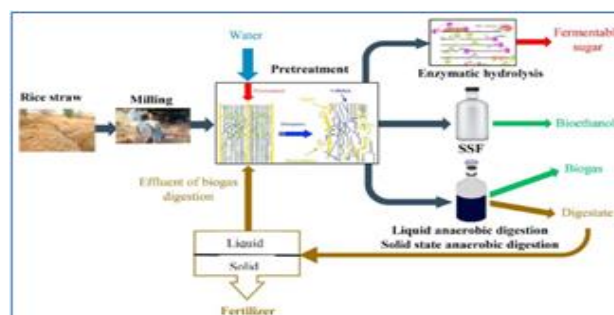 Water
Pretreatment
Rice straw
Milling
Enzymatic hydrolysis
Fermentable
sugar
SSF
Bioethanol
Biogas
Digestate
Liquid anaerobic digestion
Solid state anaerobic digestion
Effluent of biogas
digestion
Liquid
Solid
Fertilizer